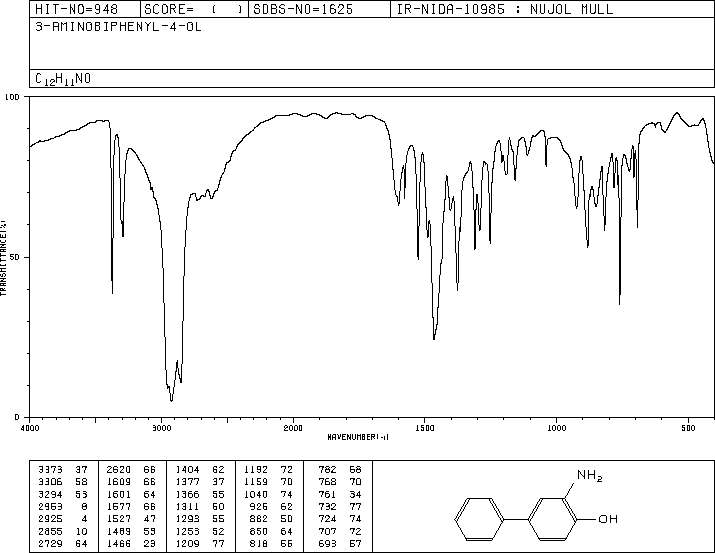 HIT-NO=948 SCORE= ( ) SDBS-NO=1625 IR-NIDA-10985 : NUJOL MULL
3-AMINOBIPHENYL-4-OL
C12H11NO
100
50
0
TRANSMITTANCE(%)
4000 3000 2000 1500 1000 500
WAVENUMBER(-1)
3373 37 2620 66 1404 62 1192 72 782 68
3306 58 1609 66 1377 37 1159 70 768 70
3294 53 1601 64 1366 55 1040 74 761 34
2953 8 1577 66 1311 60 926 62 732 77
2925 4 1527 47 1293 55 882 50 724 74
2855 10 1489 53 1253 52 850 64 707 72
2729 64 1466 23 1209 77 818 55 693 57
NH2
OH